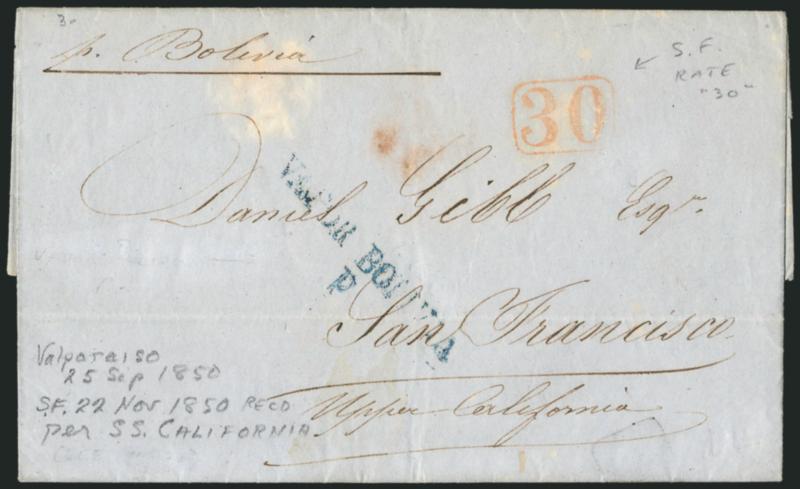 3
p. Bolivia
S.F.
RATE
"30"
30
Daniel Gibb Esqr.
VAPOR BOLIVIA
P
San Francisco
Upper California
Valparaiso
25 Sep 1850
S.F. 22 Nov 1850 RECD
per S.S. CALIFORNIA